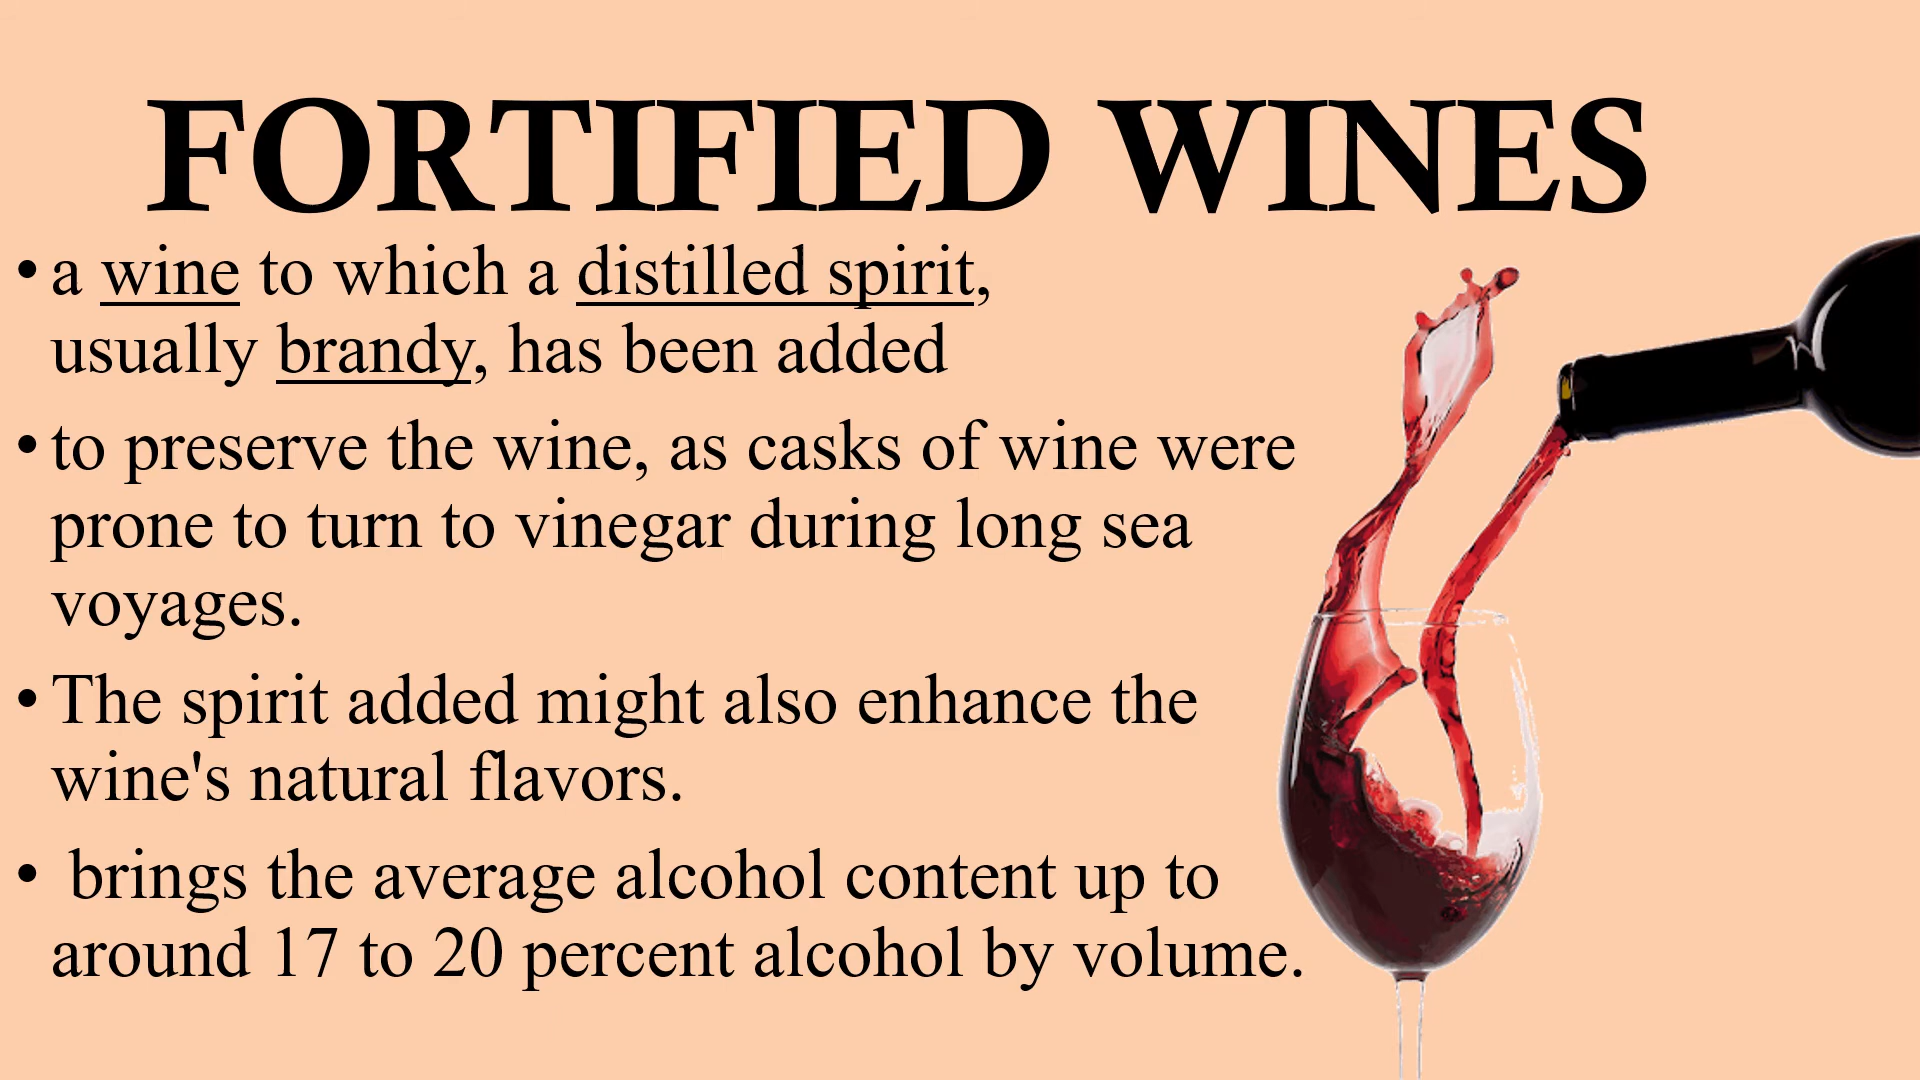 FORTIFIED WINES
• a wine to which a distilled spirit,
usually brandy, has been added
• to preserve the wine, as casks of wine were
prone to turn to vinegar during long sea
voyages.
• The spirit added might also enhance the
wine's natural flavors.
• brings the average alcohol content up to
around 17 to 20 percent alcohol by volume.